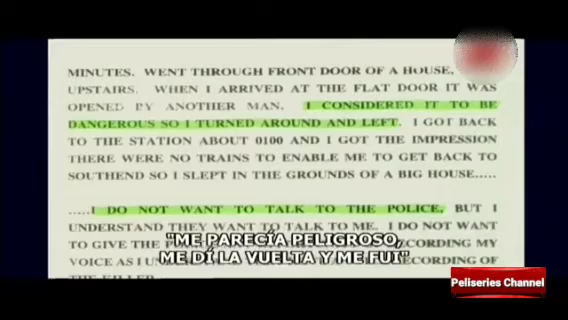 MINUTES. WENT THROUGH FRONT DOOR OF A HOUSE,
UPSTAIRS. WHEN I ARRIVED AT THE FLAT DOOR IT WAS
OPENED BY ANOTHER MAN. I CONSIDERED IT TO BE
DANGEROUS SO I TURNED AROUND AND LEFT. I GOT BACK
TO THE STATION ABOUT 0100 AND I GOT THE IMPRESSION
THERE WERE NO TRAINS TO ENABLE ME TO GET BACK TO
SOUTHEND SO I SLEPT IN THE GROUNDS OF A BIG HOUSE.....
.....I DO NOT WANT TO TALK TO THE POLICE, BUT I
UNDERSTAND THEY WANT TO TALK TO ME. I DO NOT WANT
TO GIVE THE RECORDING MY
VOICE AS I RECORDING OF
THE KILLER
"ME PARECÍA PELIGROSO,
ME DÍ LA VUELTA Y ME FUI"
Peliseries Channel